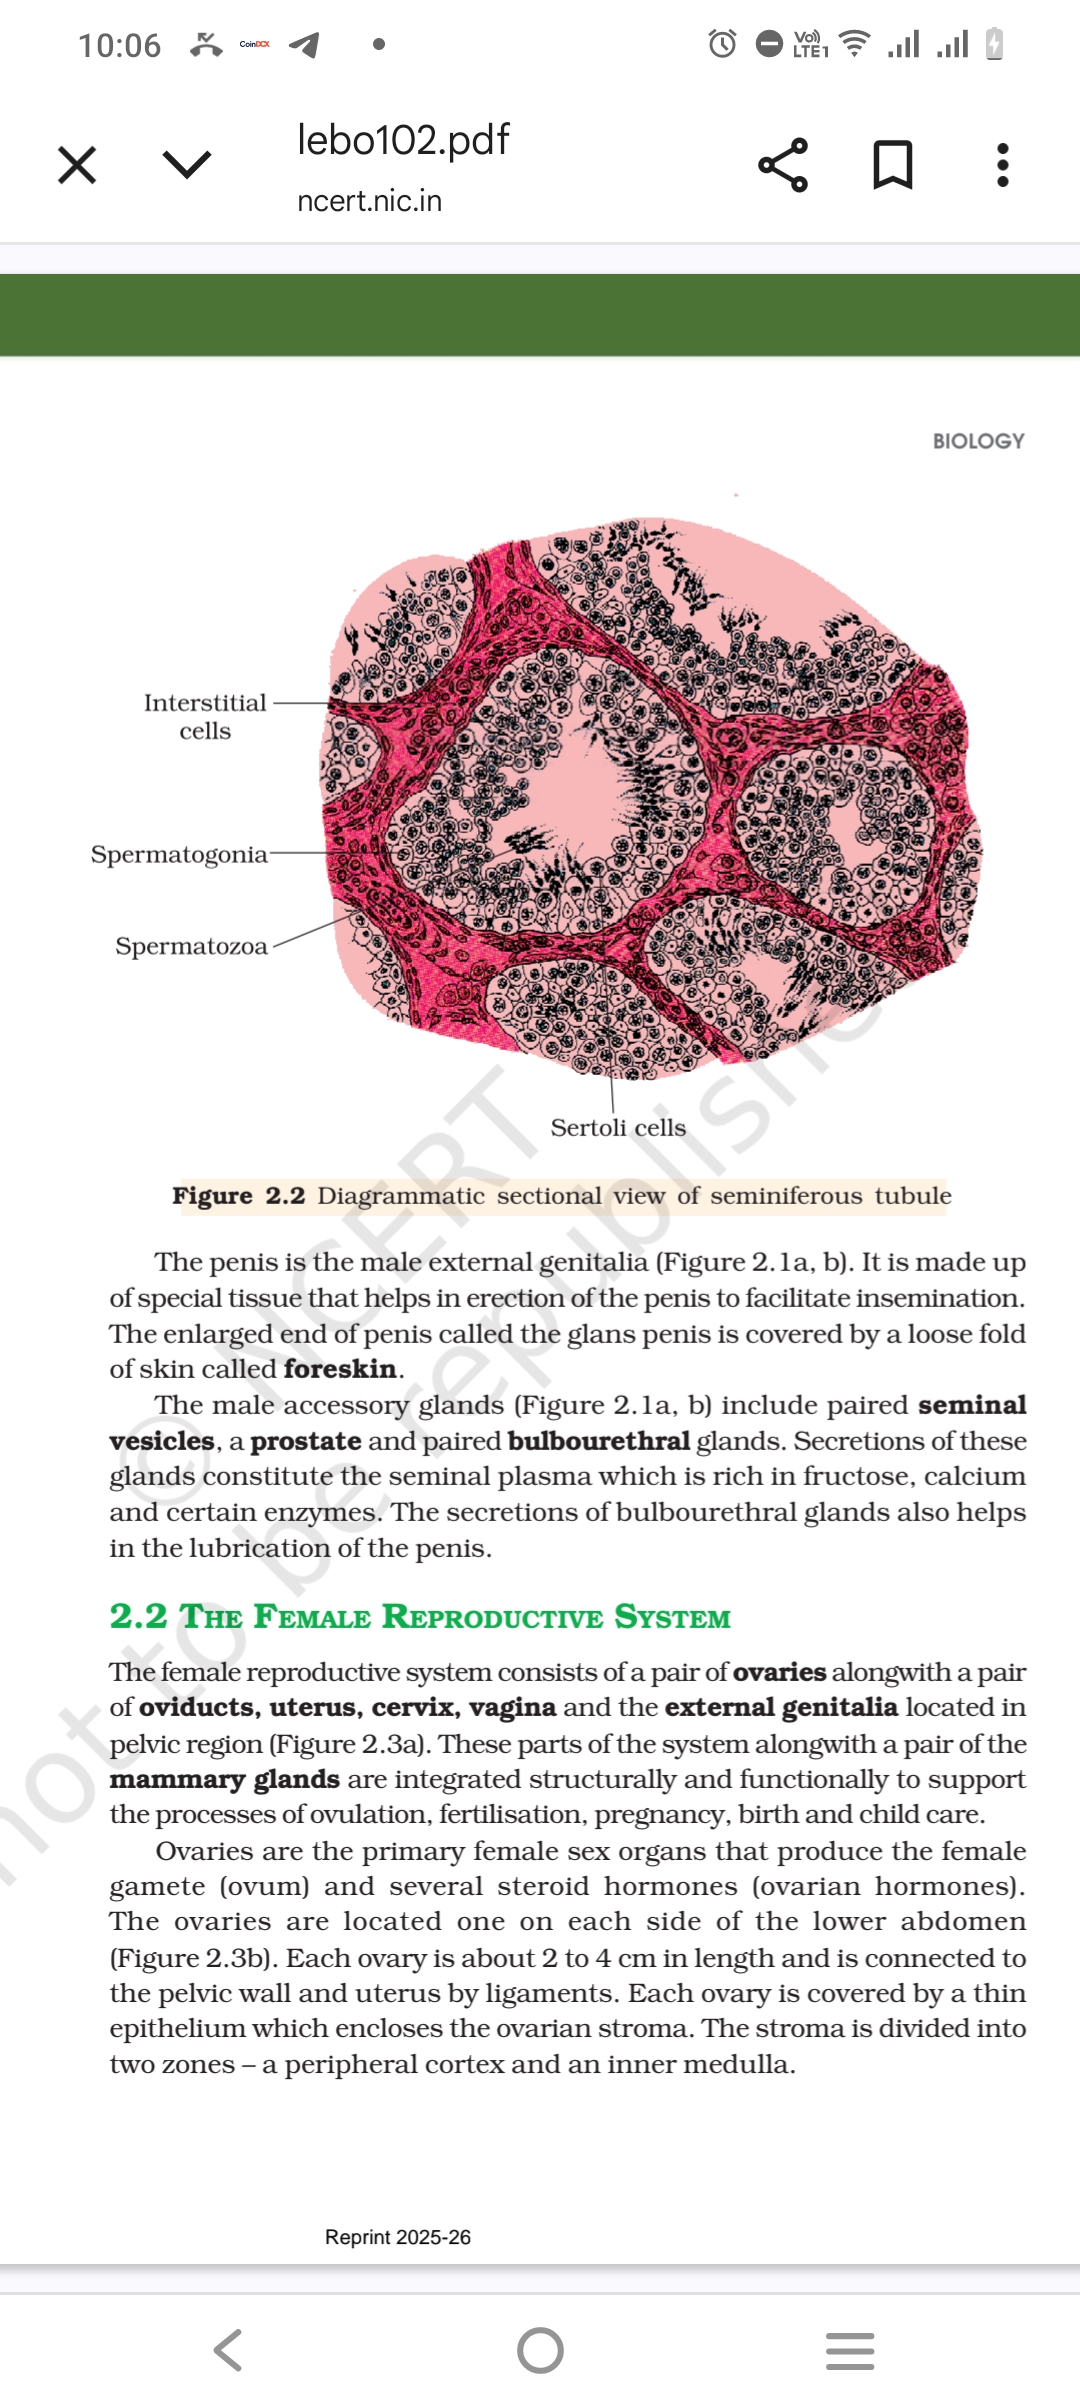 10:06 CoinDCX Vo) LTE1
lebo102.pdf
ncert.nic.in
BIOLOGY
Interstitial
cells
Spermatogonia
Spermatozoa
Sertoli cells
Figure 2.2 Diagrammatic sectional view of seminiferous tubule
The penis is the male external genitalia (Figure 2.1a, b). It is made up
of special tissue that helps in erection of the penis to facilitate insemination.
The enlarged end of penis called the glans penis is covered by a loose fold
of skin called foreskin.
The male accessory glands (Figure 2.1a, b) include paired seminal
vesicles, a prostate and paired bulbourethral glands. Secretions of these
glands constitute the seminal plasma which is rich in fructose, calcium
and certain enzymes. The secretions of bulbourethral glands also helps
in the lubrication of the penis.
2.2 THE FEMALE REPRODUCTIVE SYSTEM
The female reproductive system consists of a pair of ovaries alongwith a pair
of oviducts, uterus, cervix, vagina and the external genitalia located in
pelvic region (Figure 2.3a). These parts of the system alongwith a pair of the
mammary glands are integrated structurally and functionally to support
the processes of ovulation, fertilisation, pregnancy, birth and child care.
Ovaries are the primary female sex organs that produce the female
gamete (ovum) and several steroid hormones (ovarian hormones).
The ovaries are located one on each side of the lower abdomen
(Figure 2.3b). Each ovary is about 2 to 4 cm in length and is connected to
the pelvic wall and uterus by ligaments. Each ovary is covered by a thin
epithelium which encloses the ovarian stroma. The stroma is divided into
two zones – a peripheral cortex and an inner medulla.
© NCERT
not to be republishe
Reprint 2025-26